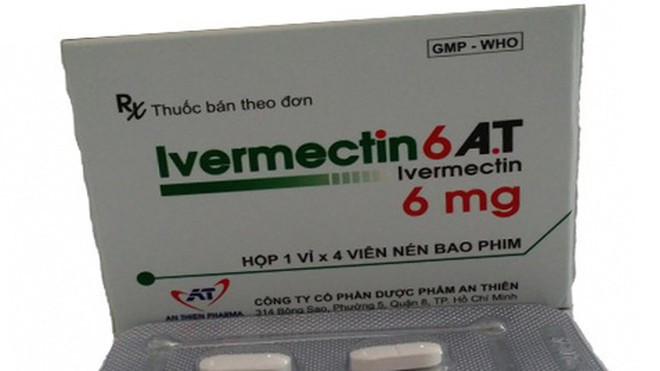 GMP - WHO
Rx Thuốc bán theo đơn
Ivermectin 6 A.T
Ivermectin
6 mg
HỘP 1 VỈ x 4 VIÊN NÉN BAO PHIM
AT
AN THIEN PHARMA
CÔNG TY CỔ PHẦN DƯỢC PHẨM AN THIÊN
314 Bông Sao, Phường 5, Quận 8, TP. Hồ Chí Minh